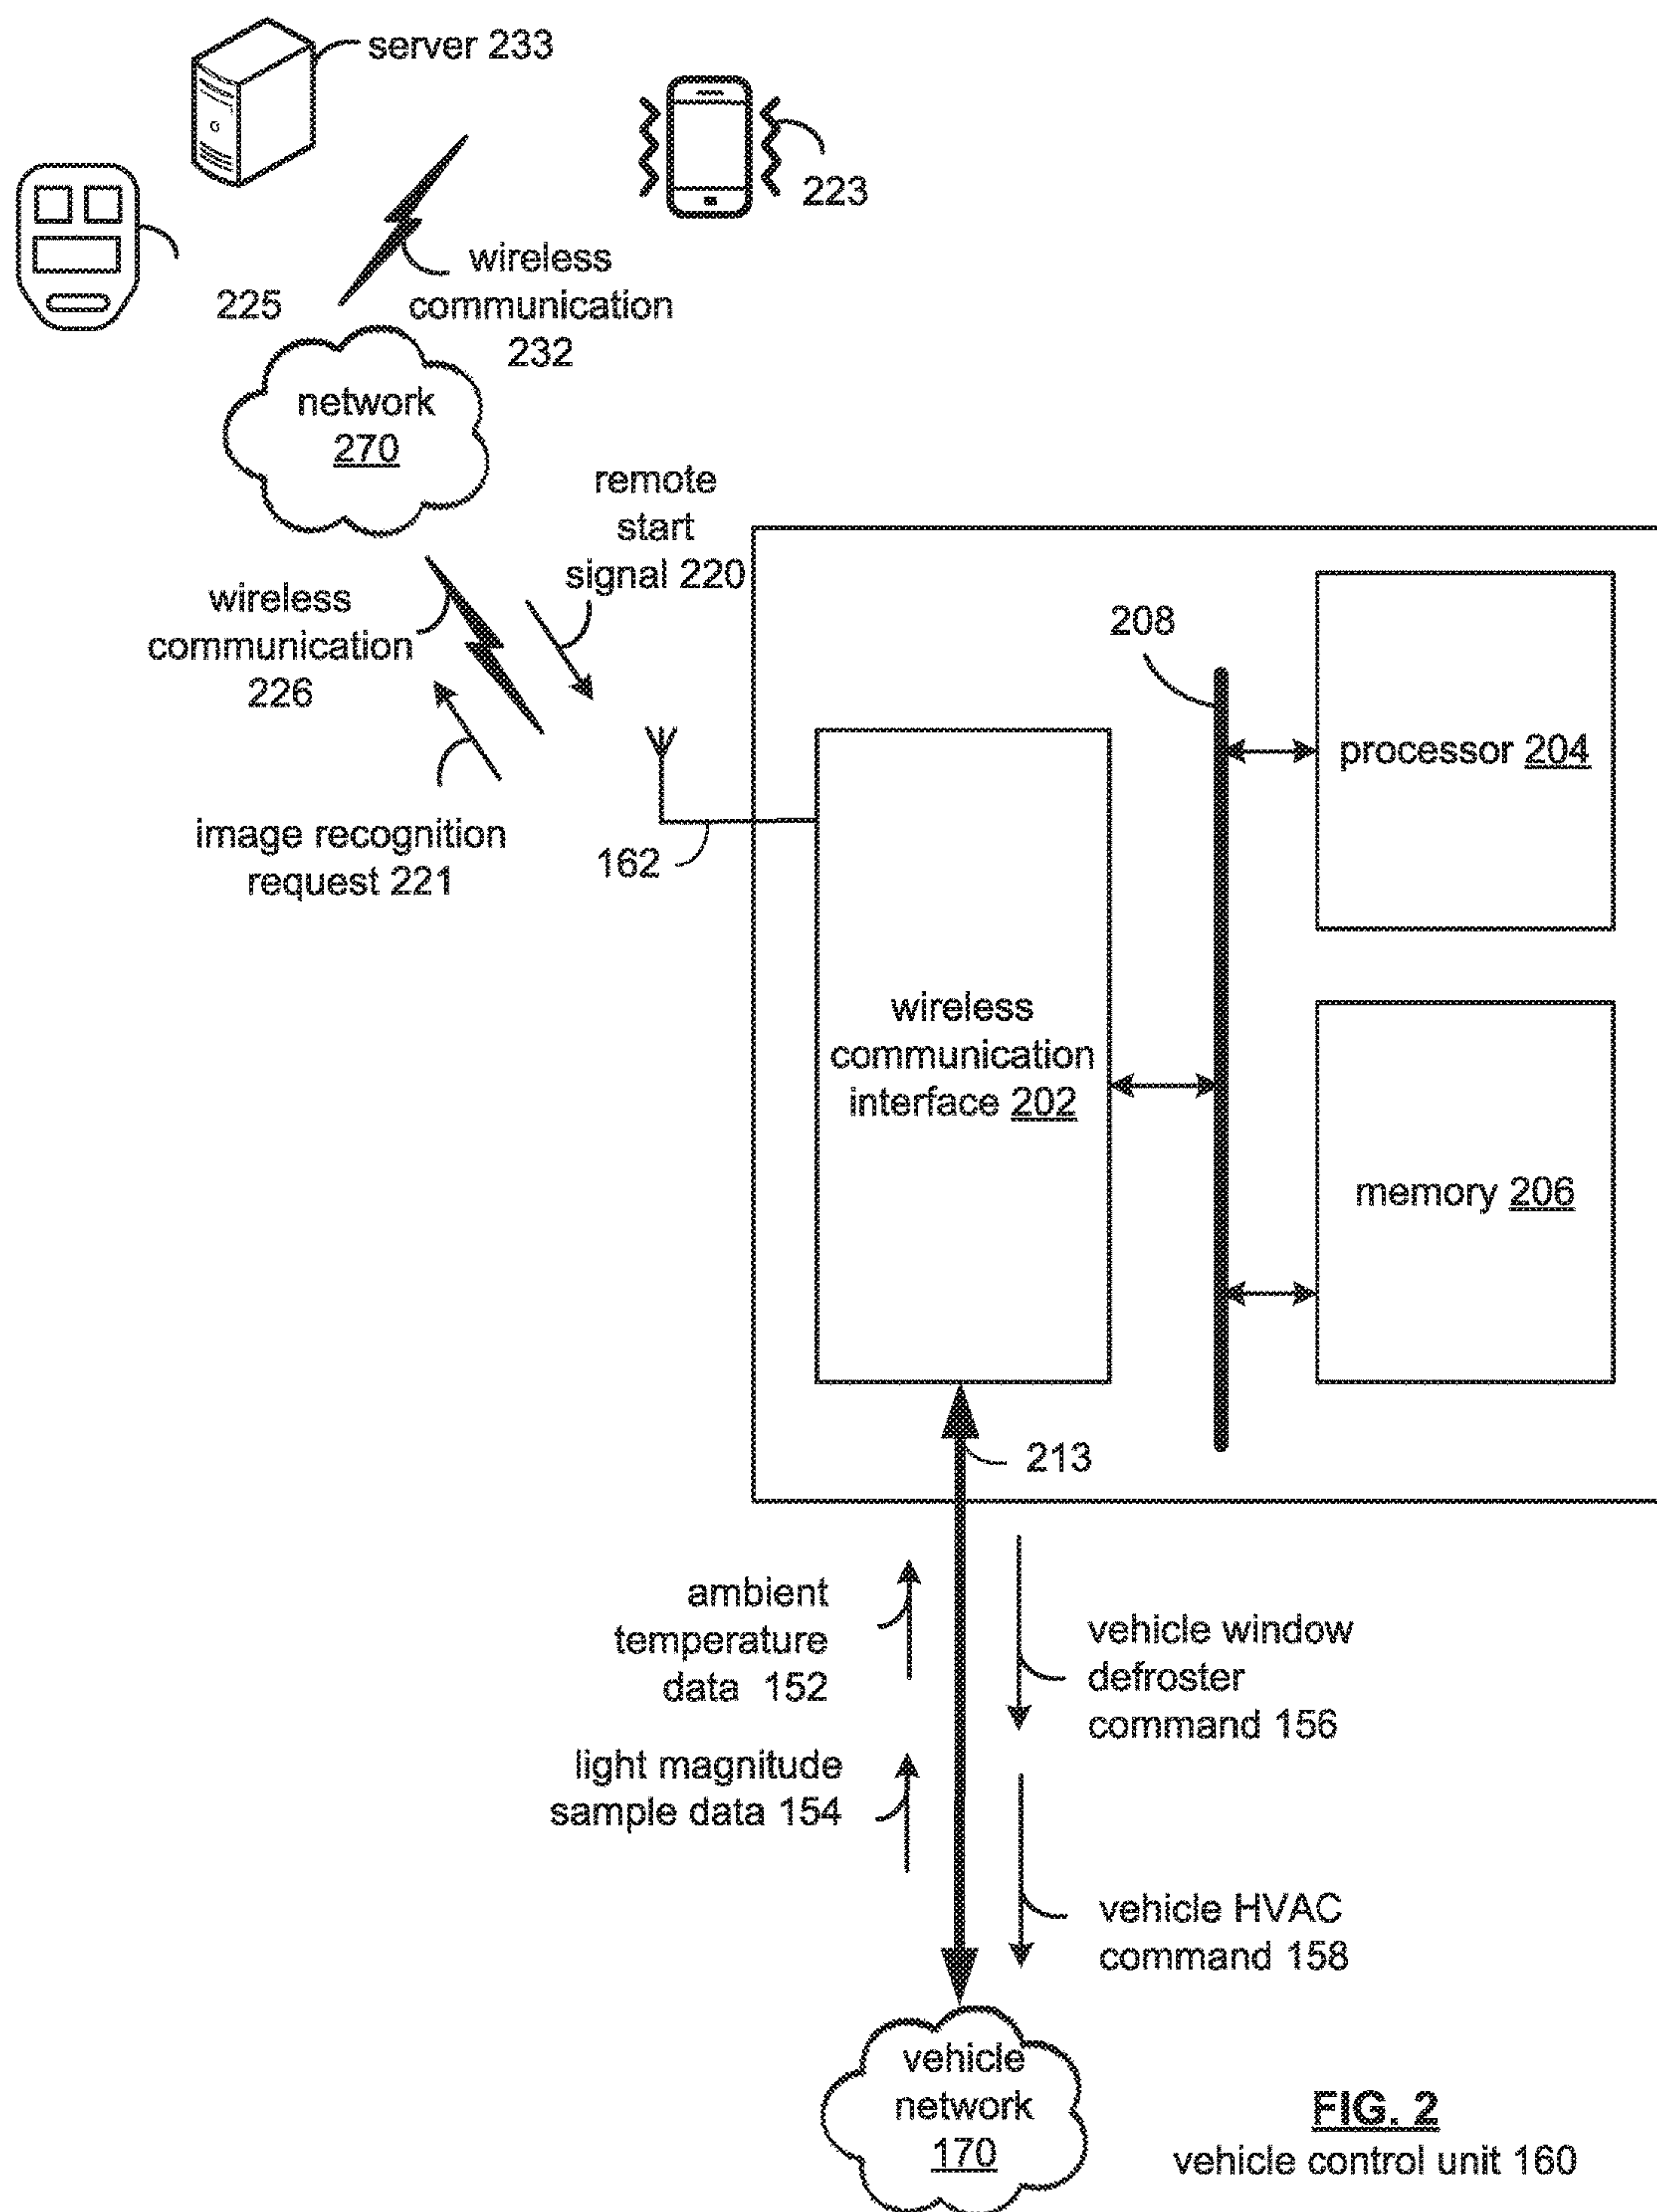 server 233
223
225
wireless
communication
232
network
270
remote
start
signal 220
wireless
communication
226
image recognition
request 221
162
208
processor 204
wireless
communication
interface 202
memory 206
213
ambient
temperature
data 152
vehicle window
defroster
command 156
light magnitude
sample data 154
vehicle HVAC
command 158
vehicle
network
170
FIG. 2
vehicle control unit 160